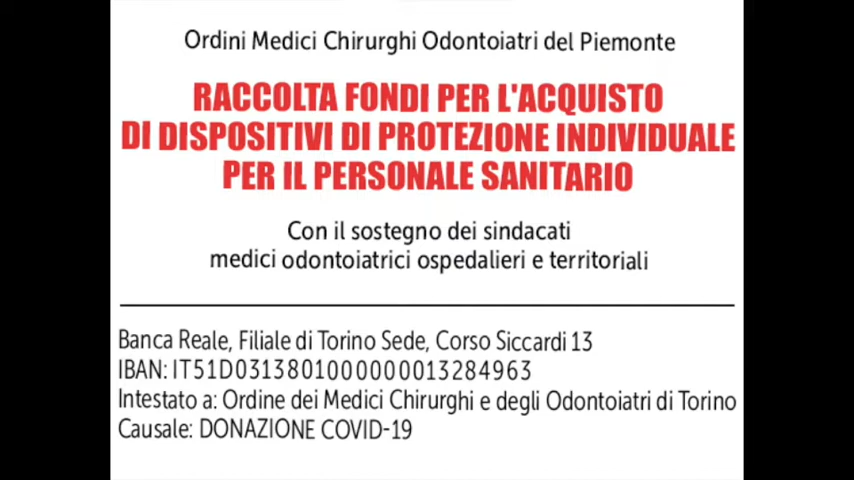 Ordini Medici Chirurghi Odontoiatri del Piemonte
RACCOLTA FONDI PER L'ACQUISTO
DI DISPOSITIVI DI PROTEZIONE INDIVIDUALE
PER IL PERSONALE SANITARIO
Con il sostegno dei sindacati
medici odontoiatrici ospedalieri e territoriali
Banca Reale, Filiale di Torino Sede, Corso Siccardi 13
IBAN: IT51D0313801000000013284963
Intestato a: Ordine dei Medici Chirurghi e degli Odontoiatri di Torino
Causale: DONAZIONE COVID-19